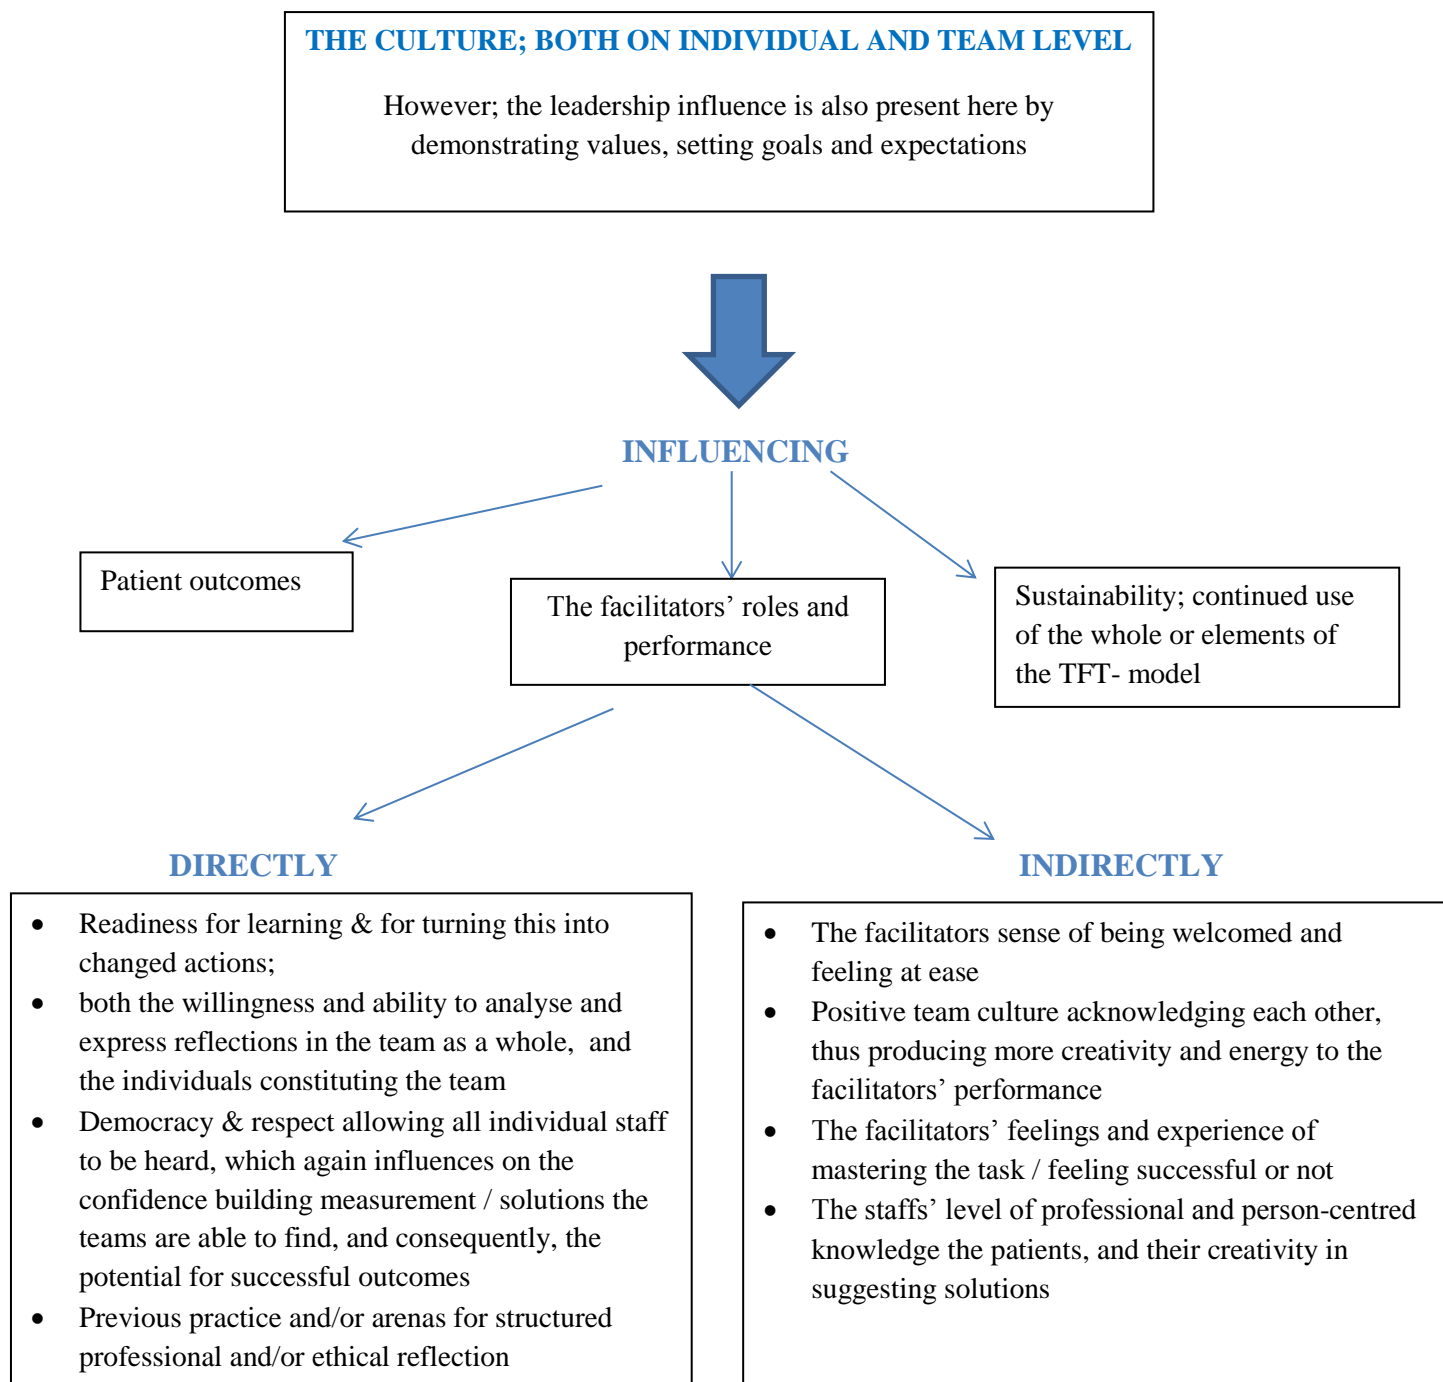 THE CULTURE; BOTH ON INDIVIDUAL AND TEAM LEVEL
However; the leadership influence is also present here by
demonstrating values, setting goals and expectations
INFLUENCING
Patient outcomes
The facilitators’ roles and
performance
Sustainability; continued use
of the whole or elements of
the TFT- model
DIRECTLY
• Readiness for learning & for turning this into
changed actions;
• both the willingness and ability to analyse and
express reflections in the team as a whole,  and
the individuals constituting the team
• Democracy & respect allowing all individual staff
to be heard, which again influences on the
confidence building measurement / solutions the
teams are able to find, and consequently, the
potential for successful outcomes
• Previous practice and/or arenas for structured
professional and/or ethical reflection
INDIRECTLY
• The facilitators sense of being welcomed and
feeling at ease
• Positive team culture acknowledging each other,
thus producing more creativity and energy to the
facilitators’ performance
• The facilitators’ feelings and experience of
mastering the task / feeling successful or not
• The staffs’ level of professional and person-centred
knowledge the patients, and their creativity in
suggesting solutions